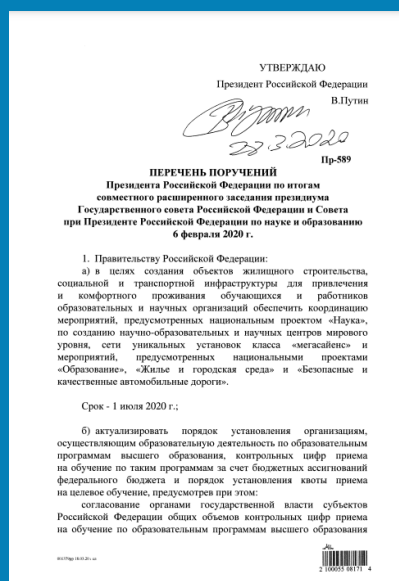 УТВЕРЖДАЮ
Президент Российской Федерации
В.Путин
28.3.2020
Пр-589
ПЕРЕЧЕНЬ ПОРУЧЕНИЙ
Президента Российской Федерации по итогам
совместного расширенного заседания президиума
Государственного совета Российской Федерации и Совета
при Президенте Российской Федерации по науке и образованию
6 февраля 2020 г.
1. Правительству Российской Федерации:
а) в целях создания объектов жилищного строительства,
социальной и транспортной инфраструктуры для привлечения
и комфортного проживания обучающихся и работников
образовательных и научных организаций обеспечить координацию
мероприятий, предусмотренных национальным проектом «Наука»,
по созданию научно-образовательных и научных центров мирового
уровня, сети уникальных установок класса «мегасайенс» и
мероприятий, предусмотренных национальными проектами
«Образование», «Жилье и городская среда» и «Безопасные и
качественные автомобильные дороги».
Срок - 1 июля 2020 г.;
б) актуализировать порядок установления организациям,
осуществляющим образовательную деятельность по образовательным
программам высшего образования, контрольных цифр приема
на обучение по таким программам за счет бюджетных ассигнований
федерального бюджета и порядок установления квоты приема
на целевое обучение, предусмотрев при этом:
согласование органами государственной власти субъектов
Российской Федерации общих объемов контрольных цифр приема
на обучение по образовательным программам высшего образования
2 100055 08171 4